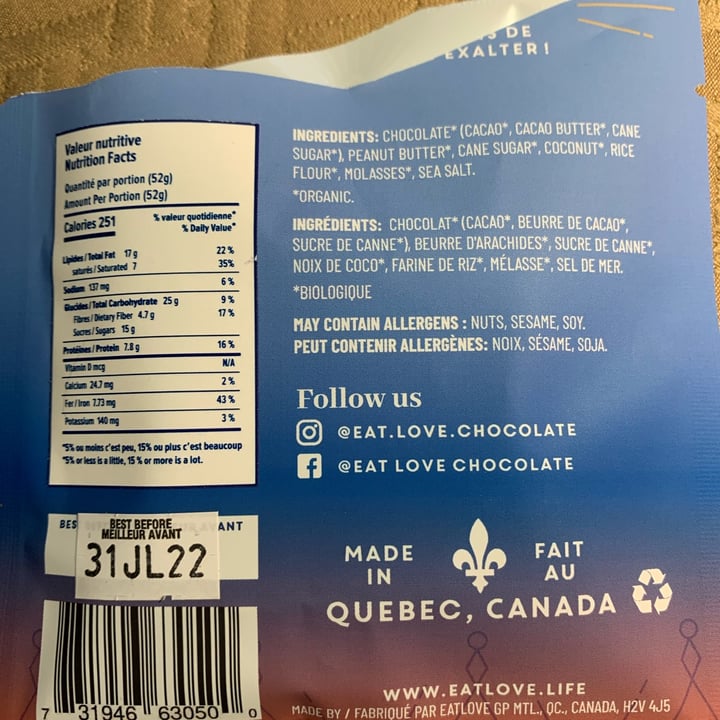 S DE
EXALTER!
Valeur nutritive
Nutrition Facts
Quantité par portion (52g)
Amount Per Portion (52g)
Calories 251
% valeur quotidienne*
% Daily Value*
Lipides / Total Fat 17 g 22 %
saturés / Saturated 7 35%
Sodium 137 mg 6 %
Glucides / Total Carbohydrate 25 g 9 %
Fibres / Dietary Fiber 4.7 g 17 %
Sucres / Sugars 15 g
Protéines / Protein 7.8 g 16 %
Vitamin D mcg N/A
Calcium 24.7 mg 2 %
Fer / Iron 7.73 mg 43 %
Potassium 140 mg 3 %
*5% ou moins c'est peu, 15% ou plus c'est beaucoup
*5% or less is a little, 15 % or more is a lot.
INGREDIENTS: CHOCOLATE* (CACAO*, CACAO BUTTER*, CANE
SUGAR*), PEANUT BUTTER*, CANE SUGAR*, COCONUT*, RICE
FLOUR*, MOLASSES*, SEA SALT.
*ORGANIC.
INGRÉDIENTS: CHOCOLAT* (CACAO*, BEURRE DE CACAO*,
SUCRE DE CANNE*), BEURRE D'ARACHIDES*, SUCRE DE CANNE*,
NOIX DE COCO*, FARINE DE RIZ*, MÉLASSE*, SEL DE MER.
*BIOLOGIQUE
MAY CONTAIN ALLERGENS : NUTS, SESAME, SOY.
PEUT CONTENIR ALLERGÈNES: NOIX, SÉSAME, SOJA.
Follow us
@EAT.LOVE.CHOCOLATE
@EAT LOVE CHOCOLATE
BES AVANT
BEST BEFORE
MEILLEUR AVANT
31JL22
MADE IN
FAIT AU
QUEBEC, CANADA
7 31946 63050 0
WWW.EATLOVE.LIFE
MADE BY / FABRIQUÉ PAR EATLOVE GP MTL., QC., CANADA, H2V 4J5